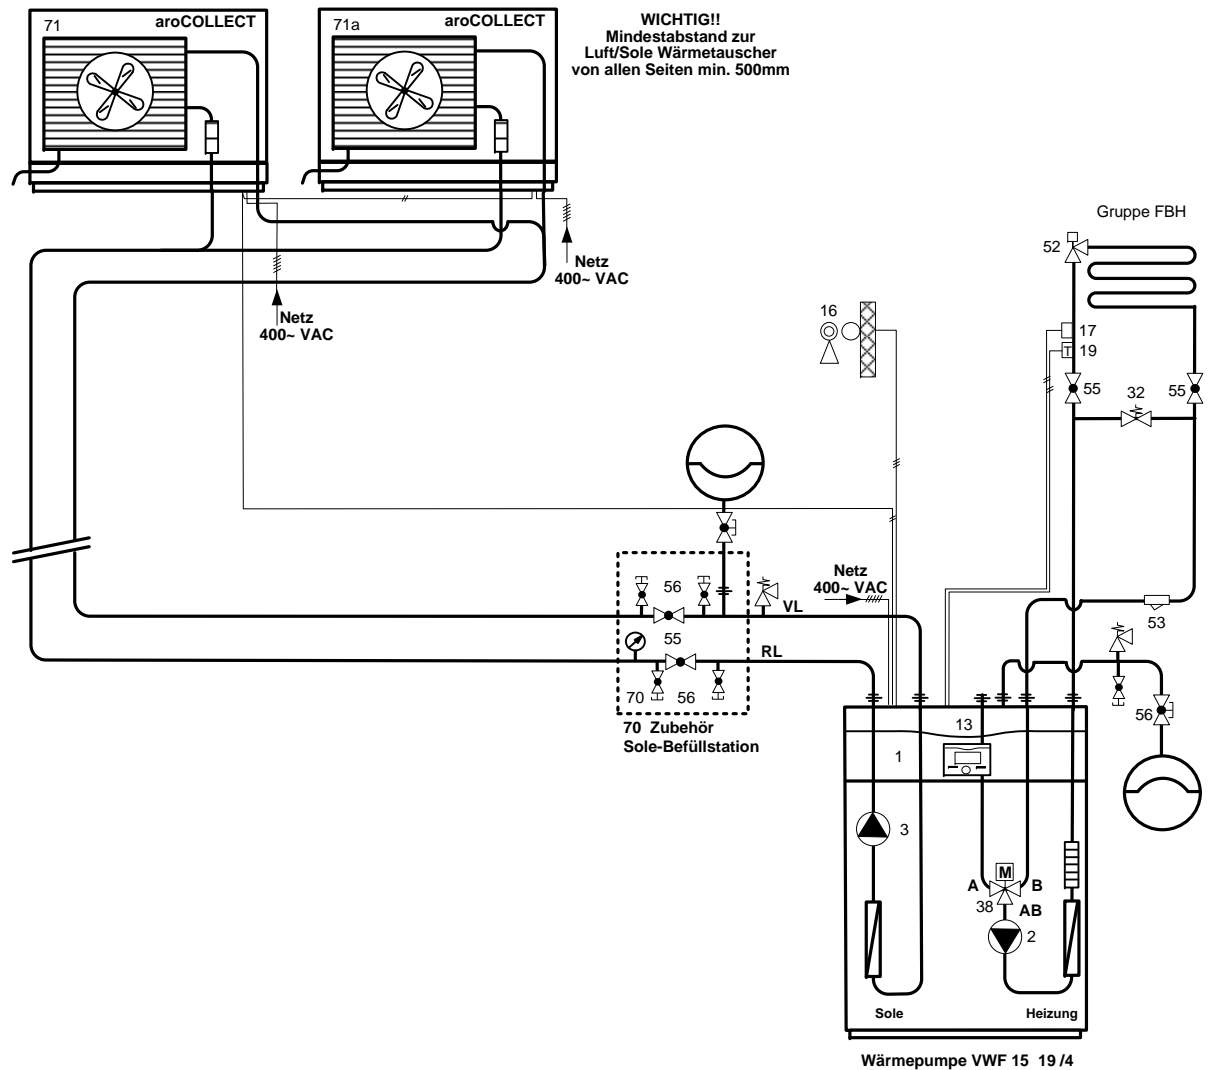 71
aroCOLLECT
71a
aroCOLLECT
WICHTIG!!
Mindestabstand zur
Luft/Sole Wärmetauscher
von allen Seiten min. 500mm
Gruppe FBH
52
Netz
400~ VAC
Netz
400~ VAC
16
17
T 19
55
32
55
Netz
400~ VAC
56
VL
53
55
RL
70
56
56
70 Zubehör
Sole-Befüllstation
13
1
3
M
A
B
38
AB
2
Sole
Heizung
Wärmepumpe VWF 15 19 /4